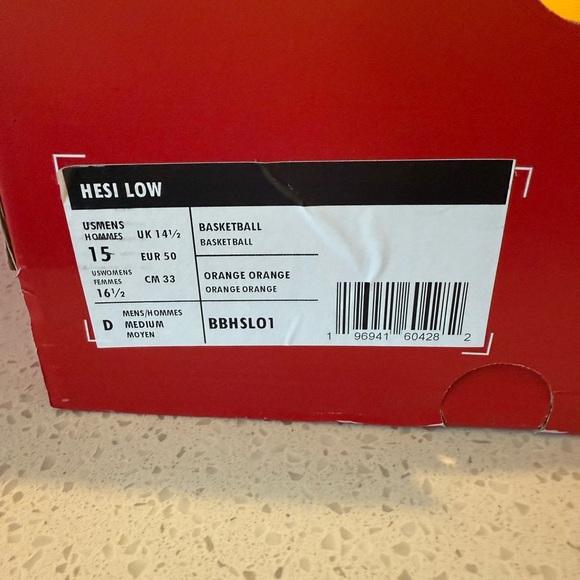 HESI LOW
USMENS
HOMMES
15
UK 14½
EUR 50
USWOMENS
FEMMES
16½
CM 33
BASKETBALL
BASKETBALL
ORANGE ORANGE
ORANGE ORANGE
D
MENS/HOMMES
MEDIUM
MOYEN
BBHSLO1
1 96941 60428 2